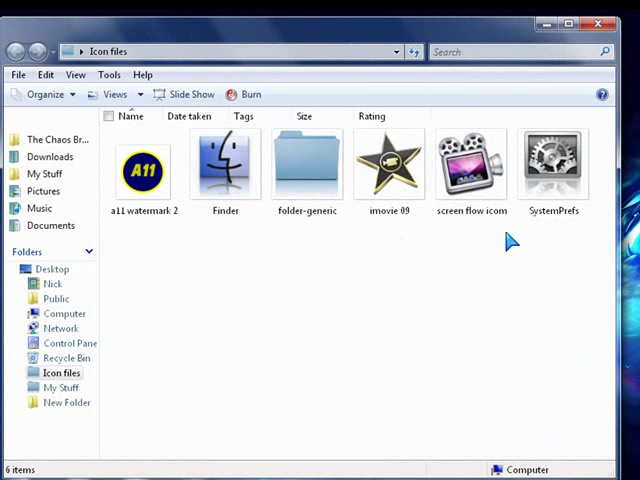 Icon files
Search
File Edit View Tools Help
Organize Views Slide Show Burn
Name Date taken Tags Size Rating
The Chaos Br...
Downloads
My Stuff
Pictures
Music
Documents
A11
a11 watermark 2 Finder folder-generic imovie 09 screen flow icom SystemPrefs
Folders
Desktop
Nick
Public
Computer
Network
Control Pane
Recycle Bin
Icon files
My Stuff
New Folder
6 items
Computer